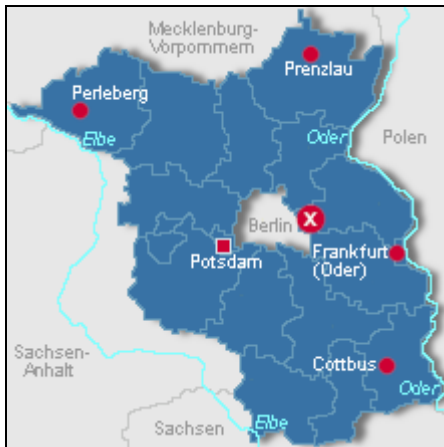 Mecklenburg-
Vorpommern
Prenzlau
Perleberg
Elbe
Oder
Polen
Berlin
X
Potsdam
Frankfurt
(Oder)
Sachsen-
Anhalt
Cottbus
Oder
Elbe
Sachsen